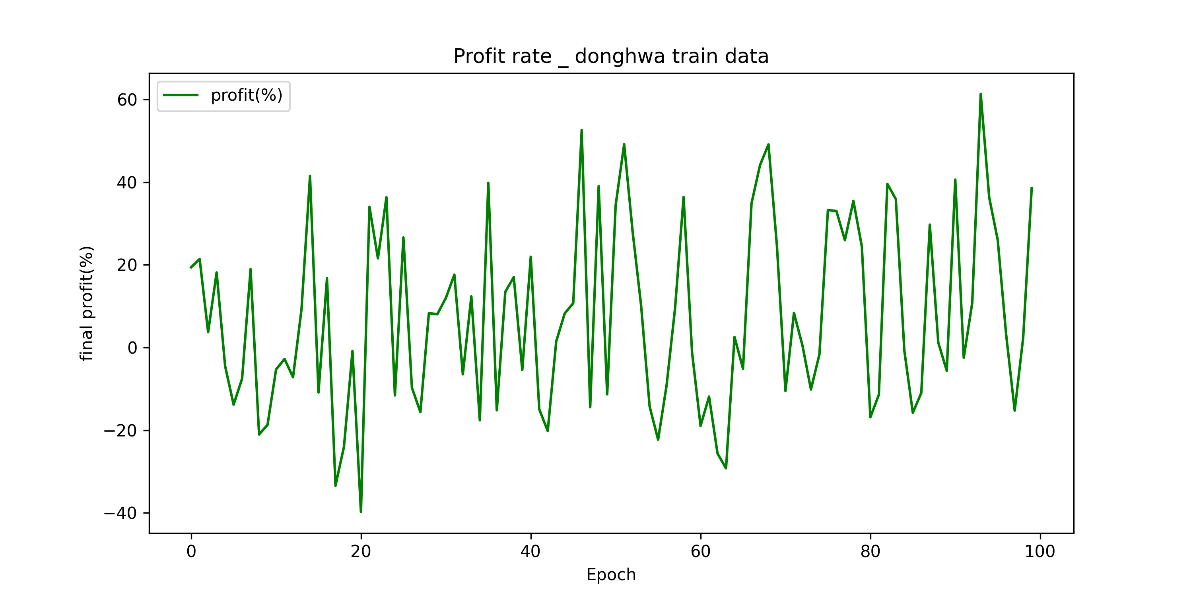 Profit rate _ donghwa train data
profit(%)
final profit(%)
60
40
20
0
−20
−40
0 20 40 60 80 100
Epoch